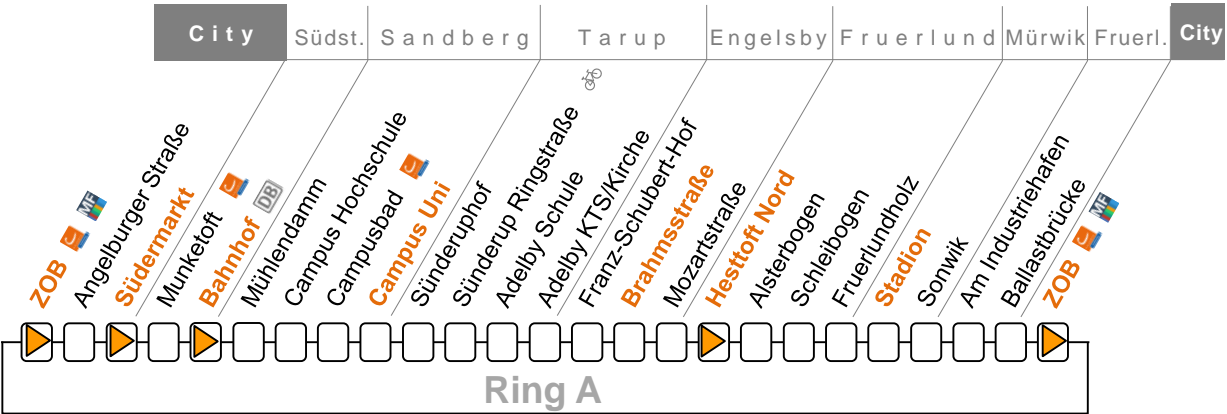 City
Südst.
Sandberg
Tarup
Engelsby
Fruerlund
Mürwik
Fruerl.
City
ZOB
MF
Angelburger Straße
Südermarkt
Munketoft
Bahnhof
DB
Mühlendamm
Campus Hochschule
Campusbad
Campus Uni
Sünderuphof
Sünderup Ringstraße
Adelby Schule
Adelby KTS/Kirche
Franz-Schubert-Hof
Brahmsstraße
Mozartstraße
Hesttoft Nord
Alsterbogen
Schleibogen
Fruerlundholz
Stadion
Sonwik
Am Industriehafen
Ballastbrücke
ZOB
MF
Ring A